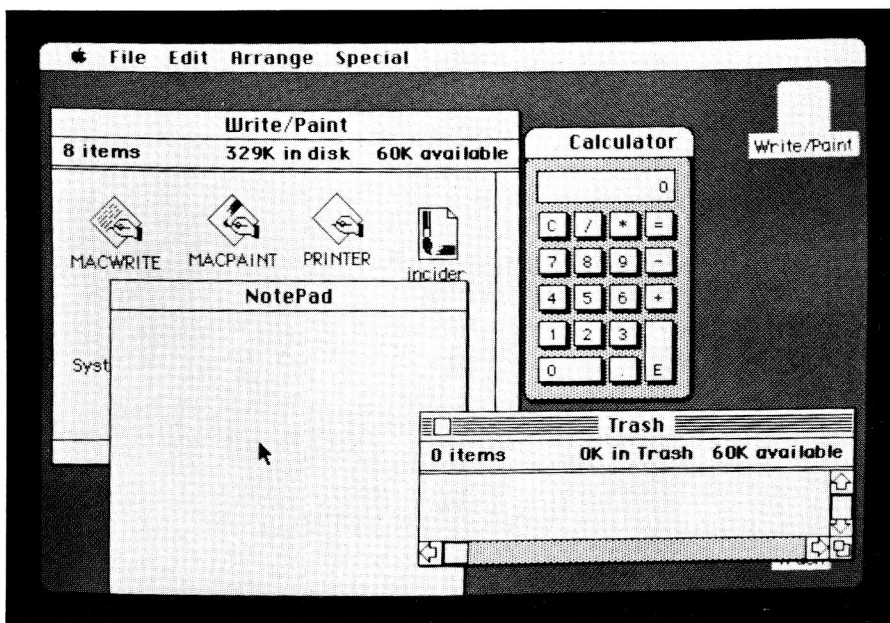 File Edit Arrange Special
Write/Paint
8 items 329K in disk 60K available
MACWRITE MACPAINT PRINTER incider
Syst
NotePad
Calculator
0
C / * =
7 8 9 -
4 5 6 +
1 2 3
0 . E
Write/Paint
Trash
0 items 0K in Trash 60K available
Trash